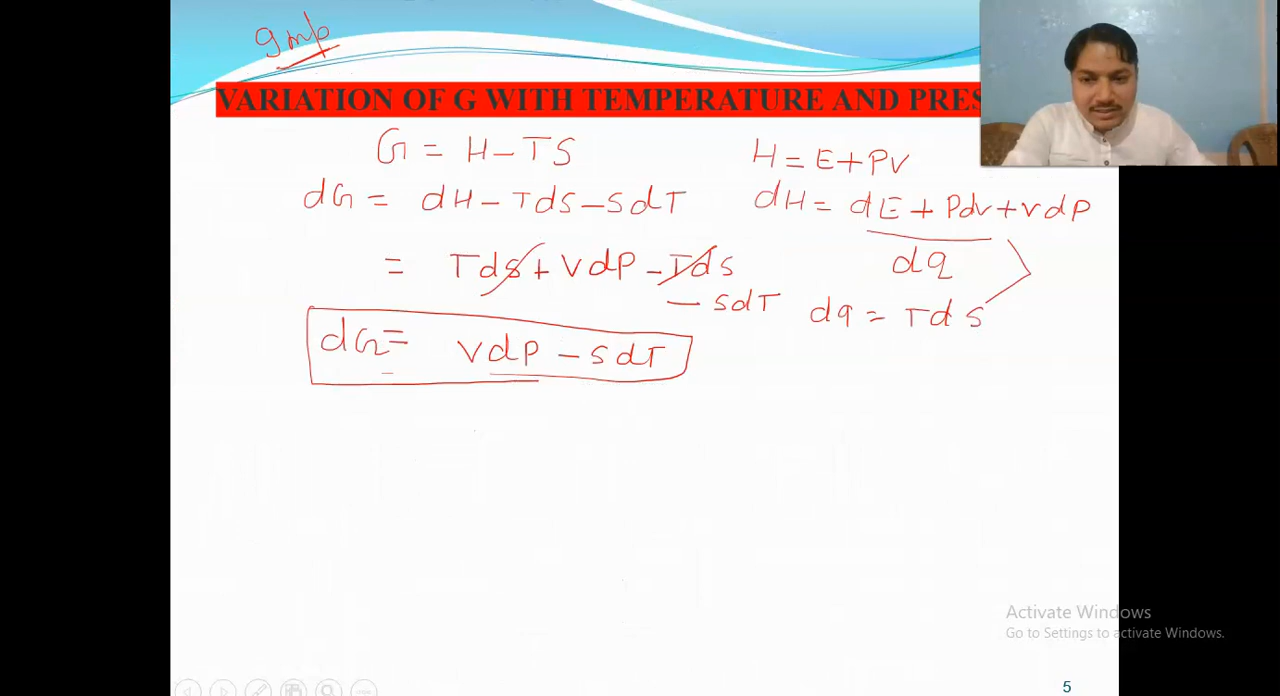 gmp
VARIATION OF G WITH TEMPERATURE AND PRES
G = H - TS
dG = dH - TdS - SdT
= TdS + VdP - TdS
- SdT
dG = VdP - SdT
H = E + PV
dH = dE + PdV + VdP
dq
dq = TdS
Activate Windows
Go to Settings to activate Windows.
5